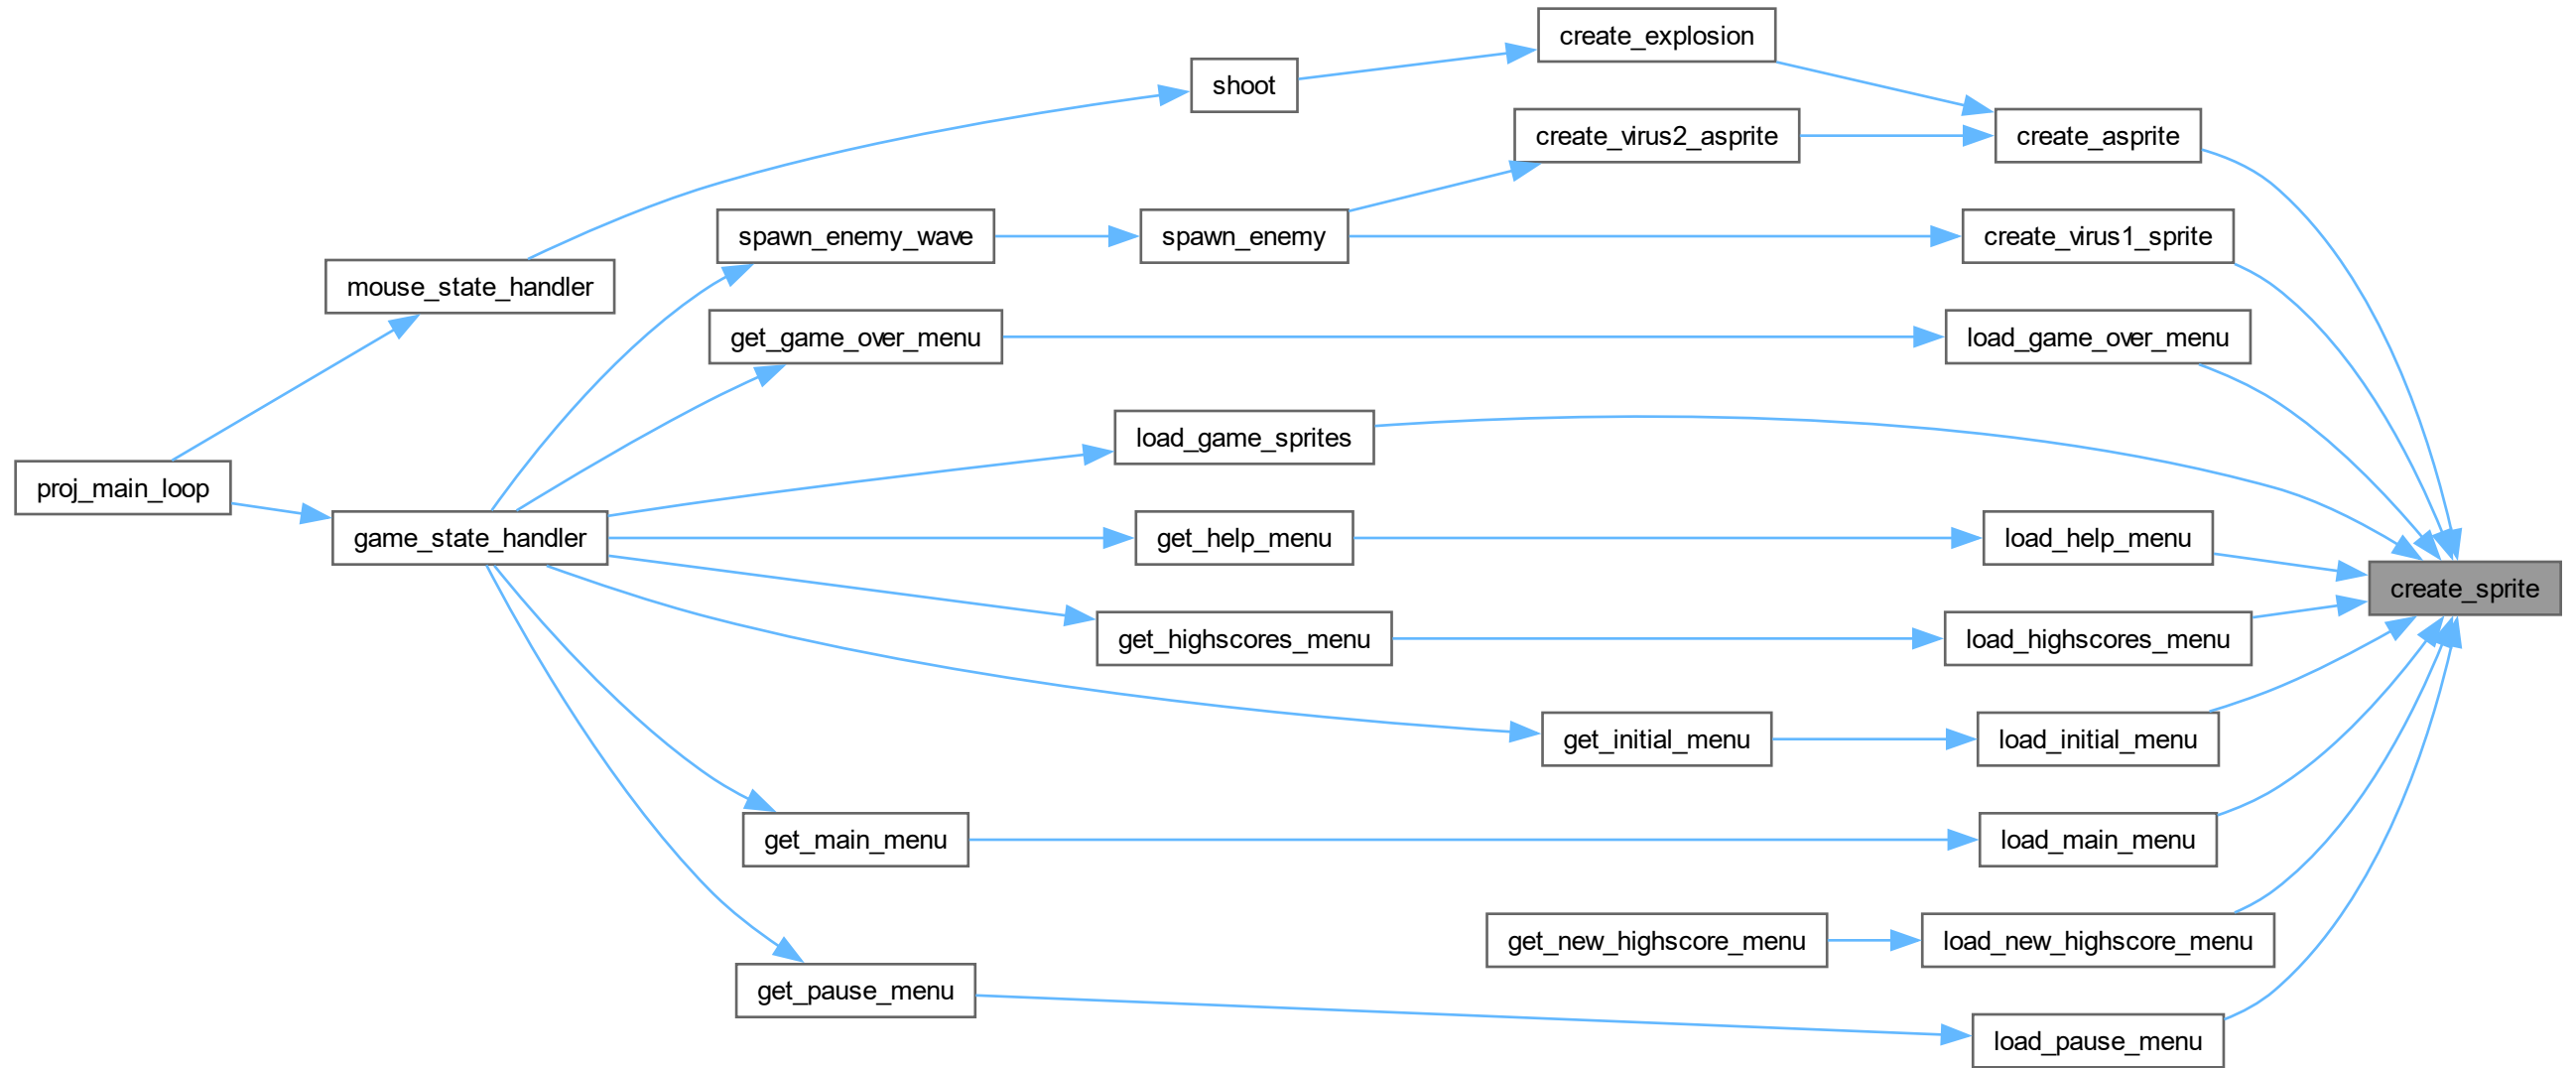 create_explosion
shoot
create_virus2_asprite
create_asprite
spawn_enemy_wave
spawn_enemy
create_virus1_sprite
mouse_state_handler
get_game_over_menu
load_game_over_menu
load_game_sprites
proj_main_loop
game_state_handler
get_help_menu
load_help_menu
create_sprite
get_highscores_menu
load_highscores_menu
get_initial_menu
load_initial_menu
get_main_menu
load_main_menu
get_new_highscore_menu
load_new_highscore_menu
get_pause_menu
load_pause_menu